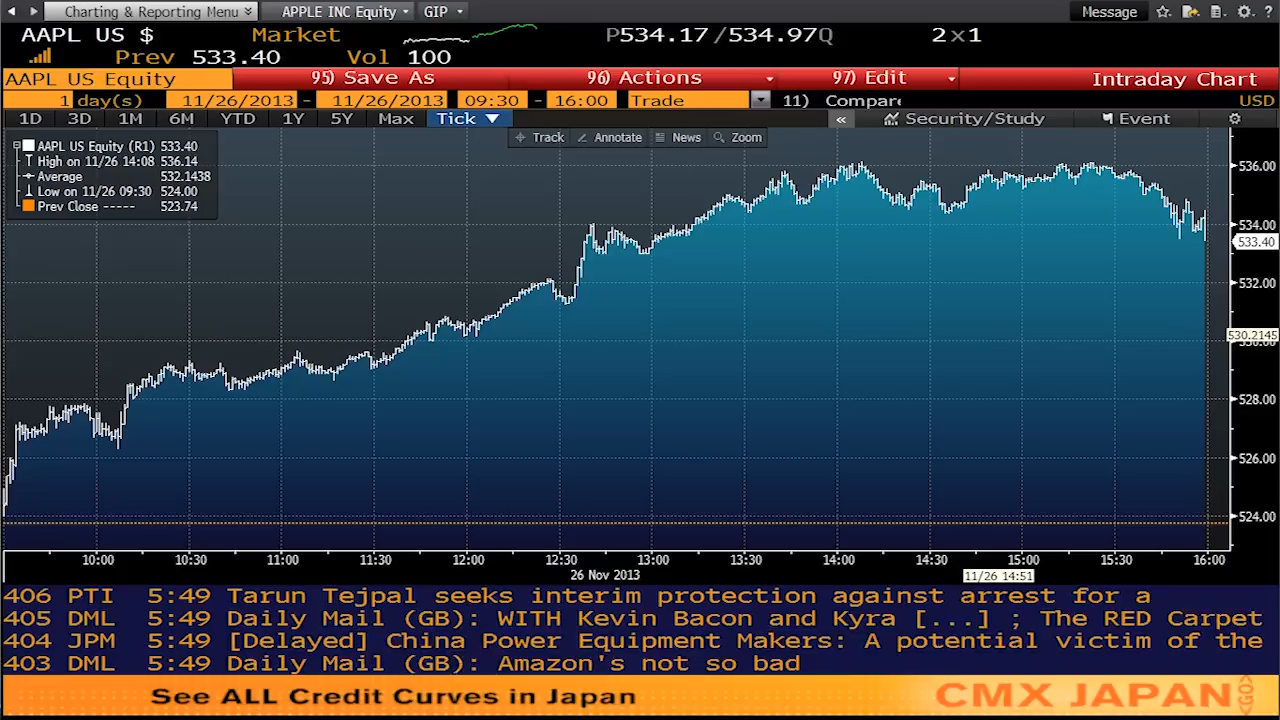 Charting & Reporting Menu APPLE INC Equity GIP Message
AAPL US $ Market P534.17/534.97Q 2x1
Prev 533.40 Vol 100
AAPL US Equity 95) Save As 96) Actions 97) Edit Intraday Chart
1 day(s) 11/26/2013 - 11/26/2013 09:30 - 16:00 Trade 11) Compare USD
1D 3D 1M 6M YTD 1Y 5Y Max Tick ▼ « Security/Study Event
Track Annotate News Zoom
AAPL US Equity (R1) 533.40
High on 11/26 14:08 536.14
Average 532.1438
Low on 11/26 09:30 524.00
Prev Close ----- 523.74
536.00
534.00
533.40
532.00
530.2145
528.00
526.00
524.00
10:00 10:30 11:00 11:30 12:00 12:30 13:00 13:30 14:00 14:30 15:00 15:30 16:00
26 Nov 2013 11/26 14:51
406 PTI 5:49 Tarun Tejpal seeks interim protection against arrest for a
405 DML 5:49 Daily Mail (GB): WITH Kevin Bacon and Kyra [...] ; The RED Carpet
404 JPM 5:49 [Delayed] China Power Equipment Makers: A potential victim of the
403 DML 5:49 Daily Mail (GB): Amazon's not so bad
See ALL Credit Curves in Japan CMX JAPAN <GO>